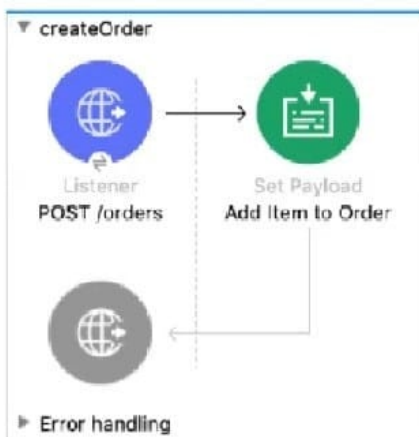 createOrder
Listener
Set Payload
POST /orders
Add Item to Order
Error handling